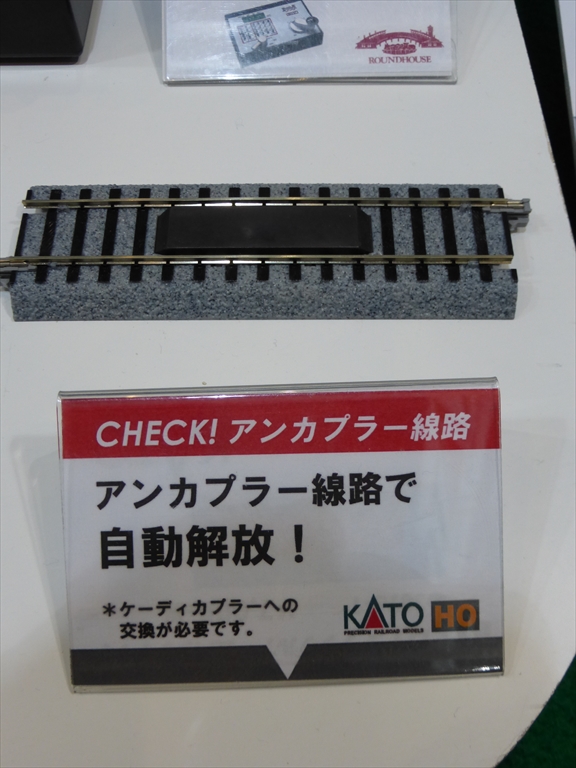 ROUNDHOUSE
CHECK! アンカプラー線路
アンカプラー線路で
自動解放！
＊ケーディカプラーへの
交換が必要です。
KATO HO
PRECISION RAILROAD MODELS